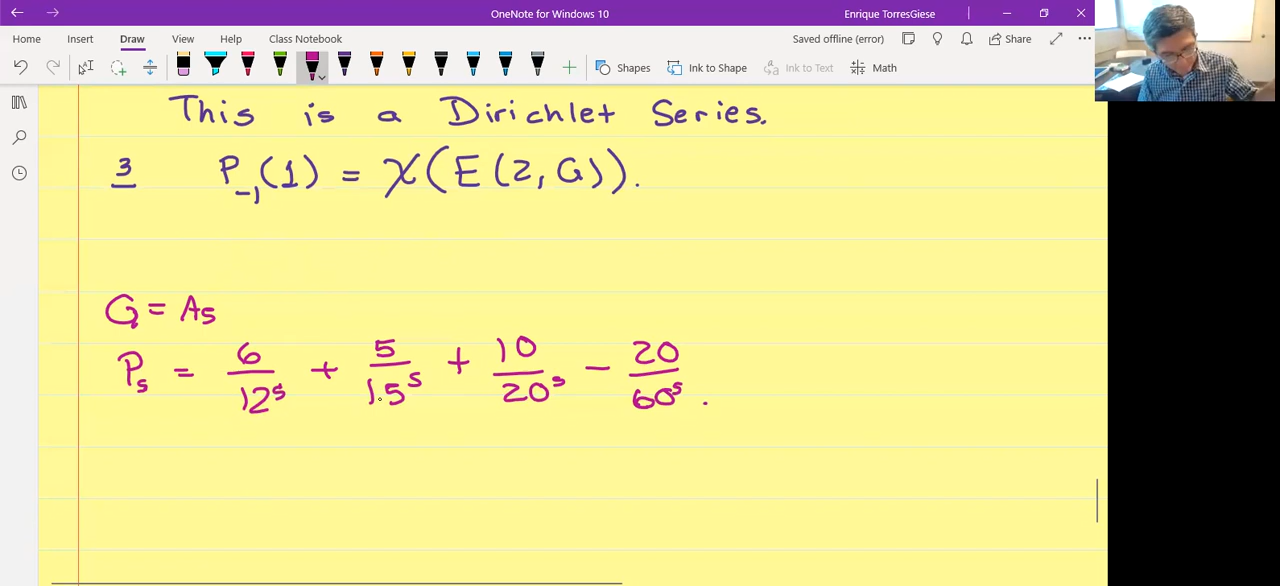 OneNote for Windows 10
Enrique TorresGiese
Home Insert Draw View Help Class Notebook
Saved offline (error) Share
Shapes Ink to Shape Ink to Text Math
This is a Dirichlet Series.
3 P_{-1}(1) = χ(E(2, G)).
G = A_5
P_s = 6/12^s + 5/15^s + 10/20^s - 20/60^s.